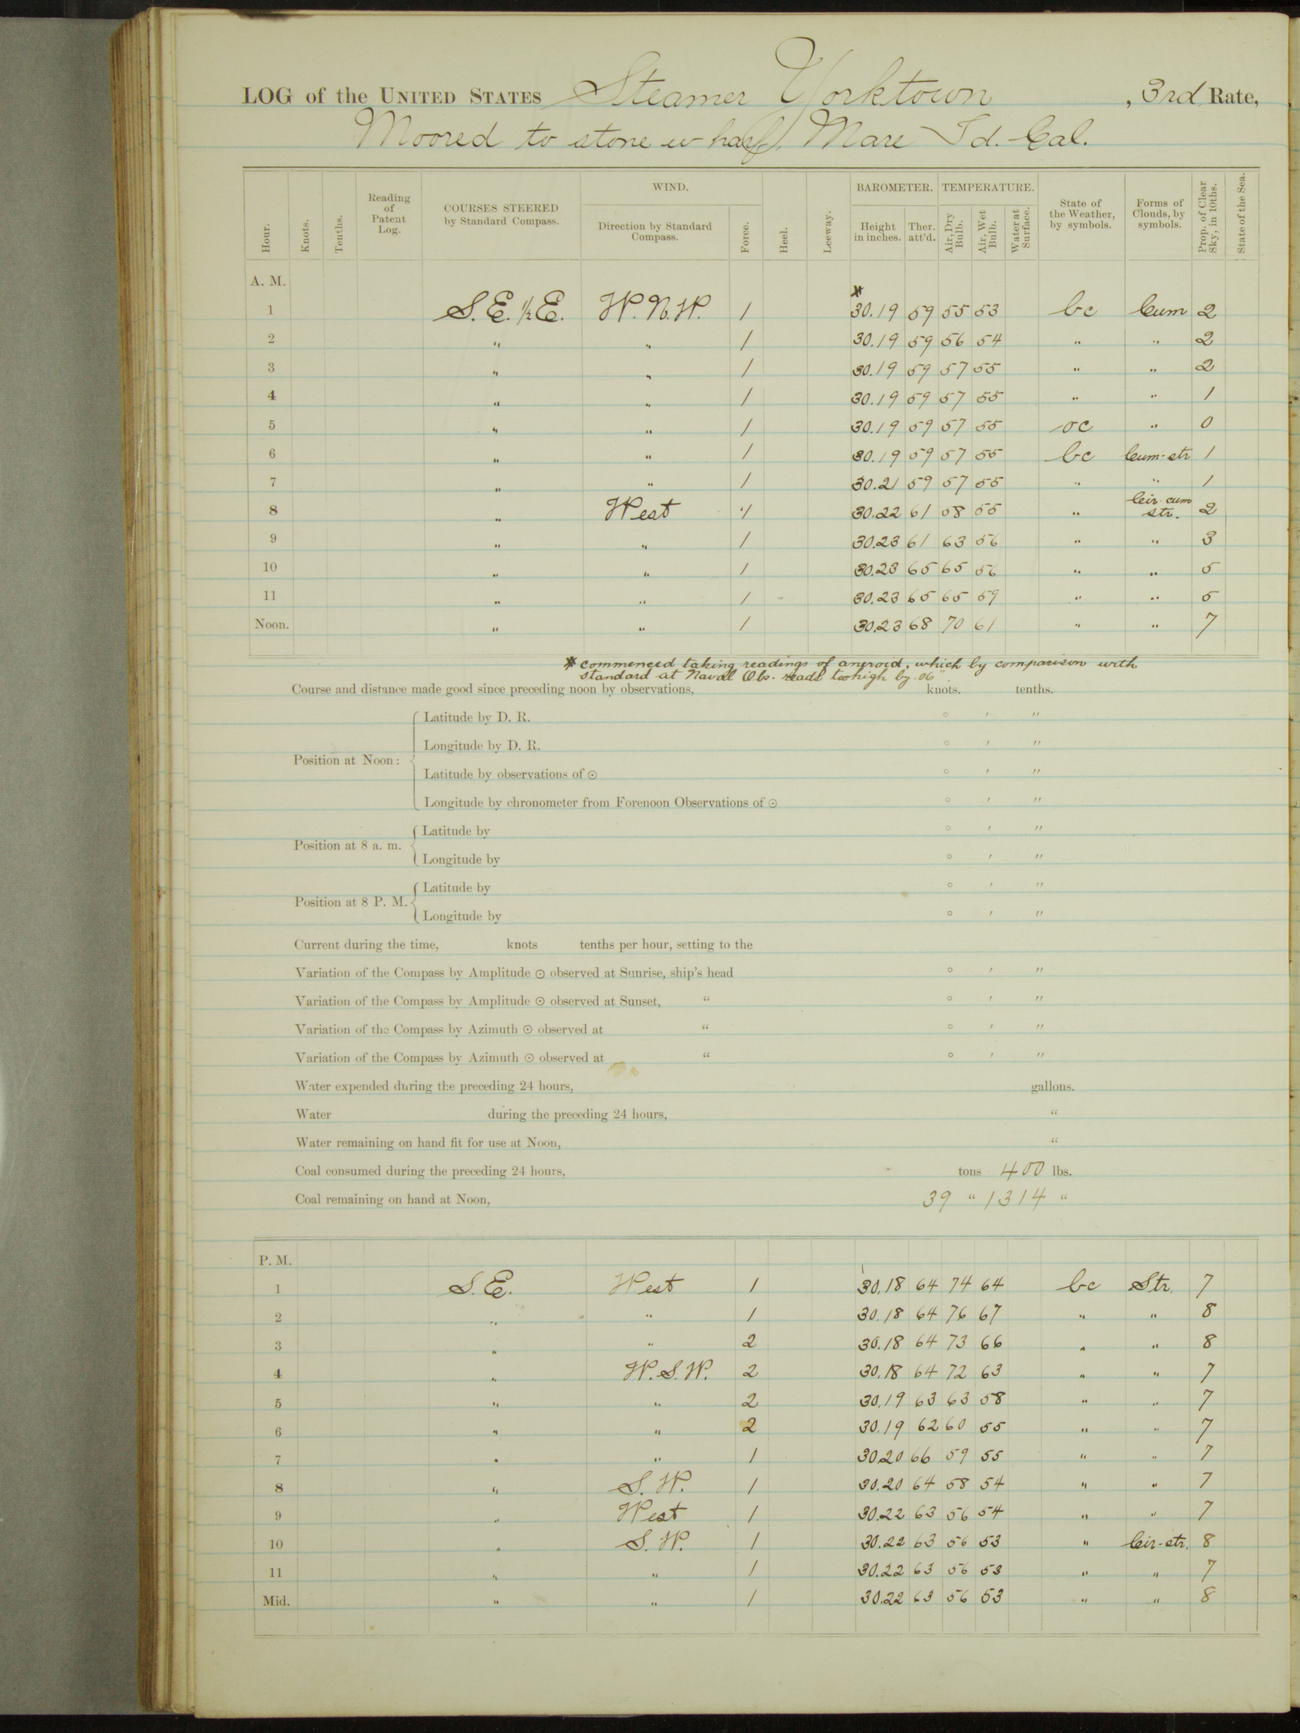 LOG of the UNITED STATES Steamer Yorktown, 3rd Rate,
Moored to stone wharf, Mare Id. Cal.
Hour. Knots. Tenths. Reading of Patent Log. COURSES STEERED by Standard Compass. WIND. Direction by Standard Compass. Force. Heel. Leeway. BAROMETER. Height in inches. Ther. att'd. TEMPERATURE. Air, Dry Bulb. Air, Wet Bulb. Water at Surface. State of the Weather, by symbols. Forms of Clouds, by symbols. Prop. of Clear Sky, in 10ths. State of the Sea.
A. M.
1 S.E. ½ E. W.N.W. 1 * 30.19 59 55 53 bc Cum 2
2 " " 1 30.19 59 56 54 " " 2
3 " " 1 30.19 59 57 55 " " 2
4 " " 1 30.19 59 57 55 " " 1
5 " " 1 30.19 59 57 55 oc " 0
6 " " 1 30.19 59 57 55 bc Cum-str 1
7 " " 1 30.21 59 57 55 " " 1
8 " West 1 30.22 61 58 55 " Cir-cum str. 2
9 " " 1 30.23 61 63 56 " " 3
10 " " 1 30.23 65 65 56 " " 5
11 " " 1 30.23 65 65 59 " " 5
Noon. " " 1 30.23 68 70 61 " " 7
* commenced taking readings of aneroid, which by comparison with
standard at Naval Obs. reads too high by .06"
Course and distance made good since preceding noon by observations, knots. tenths.
Position at Noon:
Latitude by D. R. ° ′ ″
Longitude by D. R. ° ′ ″
Latitude by observations of ☉ ° ′ ″
Longitude by chronometer from Forenoon Observations of ☉ ° ′ ″
Position at 8 a. m.
Latitude by ° ′ ″
Longitude by ° ′ ″
Position at 8 P. M.
Latitude by ° ′ ″
Longitude by ° ′ ″
Current during the time, knots tenths per hour, setting to the
Variation of the Compass by Amplitude ☉ observed at Sunrise, ship's head ° ′ ″
Variation of the Compass by Amplitude ☉ observed at Sunset, “ ° ′ ″
Variation of the Compass by Azimuth ☉ observed at “ ° ′ ″
Variation of the Compass by Azimuth ☉ observed at “ ° ′ ″
Water expended during the preceding 24 hours, gallons.
Water during the preceding 24 hours, “
Water remaining on hand fit for use at Noon, “
Coal consumed during the preceding 24 hours, tons 400 lbs.
Coal remaining on hand at Noon, 39 “ 1314 “
P. M.
1 S.E. West 1 30.18 64 74 64 bc Str. 7
2 " " 1 30.18 64 76 67 " " 8
3 " " 2 30.18 64 73 66 " " 8
4 " W.S.W. 2 30.18 64 72 63 " " 7
5 " " 2 30.19 63 63 58 " " 7
6 " " 2 30.19 62 60 55 " " 7
7 " " 1 30.20 66 59 55 " " 7
8 " S.W. 1 30.20 64 58 54 " " 7
9 " West 1 30.22 63 56 54 " " 7
10 " S.W. 1 30.22 63 56 53 " Cir-str. 8
11 " " 1 30.22 63 56 53 " " 7
Mid. " " 1 30.22 63 56 53 " " 8